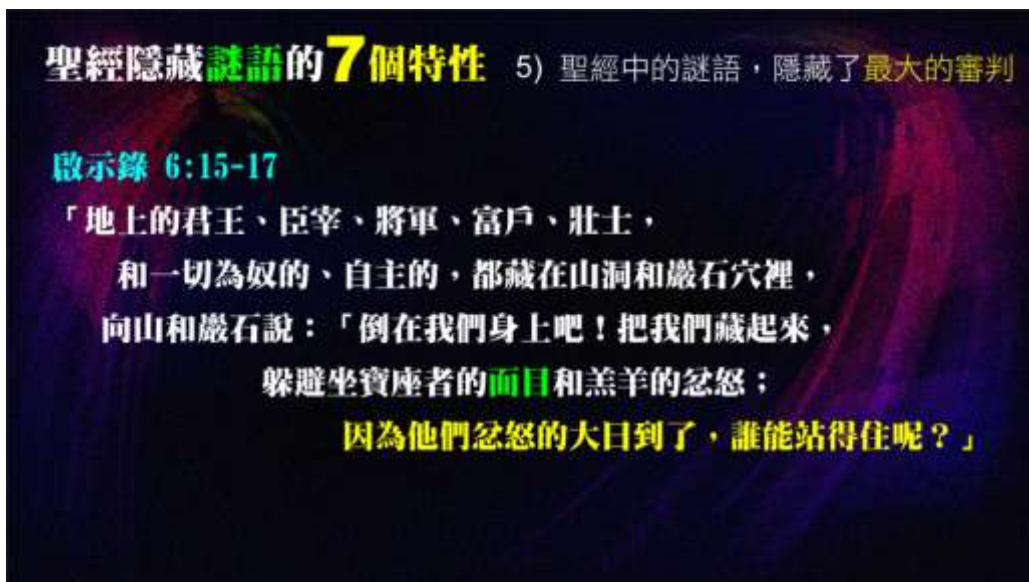 聖經隱藏謎語的7個特性 5) 聖經中的謎語，隱藏了最大的審判
啟示錄 6:15-17
「地上的君王、臣宰、將軍、富戶、壯士，
和一切為奴的、自主的，都藏在山洞和巖石穴裡，
向山和巖石說：「倒在我們身上吧！把我們藏起來，
躲避坐寶座者的面目和羔羊的忿怒；
因為他們忿怒的大日到了，誰能站得住呢？」